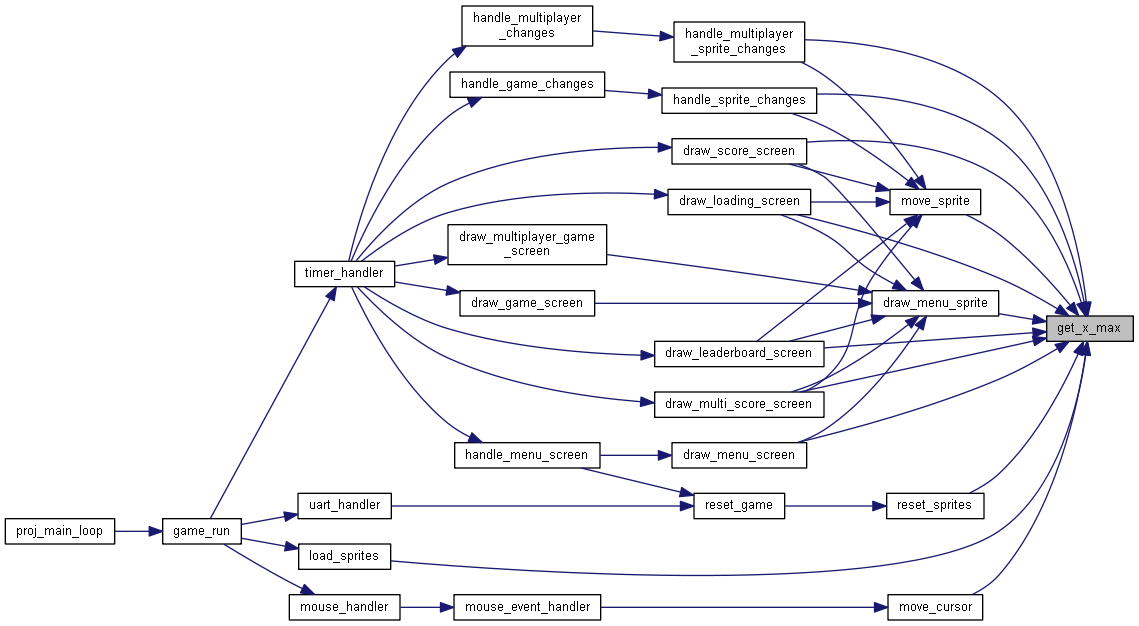 handle_multiplayer
_changes
handle_multiplayer
_sprite_changes
handle_game_changes
handle_sprite_changes
draw_score_screen
draw_loading_screen
move_sprite
draw_multiplayer_game
_screen
timer_handler
draw_game_screen
draw_menu_sprite
get_x_max
draw_leaderboard_screen
draw_multi_score_screen
handle_menu_screen
draw_menu_screen
uart_handler
reset_game
reset_sprites
proj_main_loop
game_run
load_sprites
mouse_handler
mouse_event_handler
move_cursor